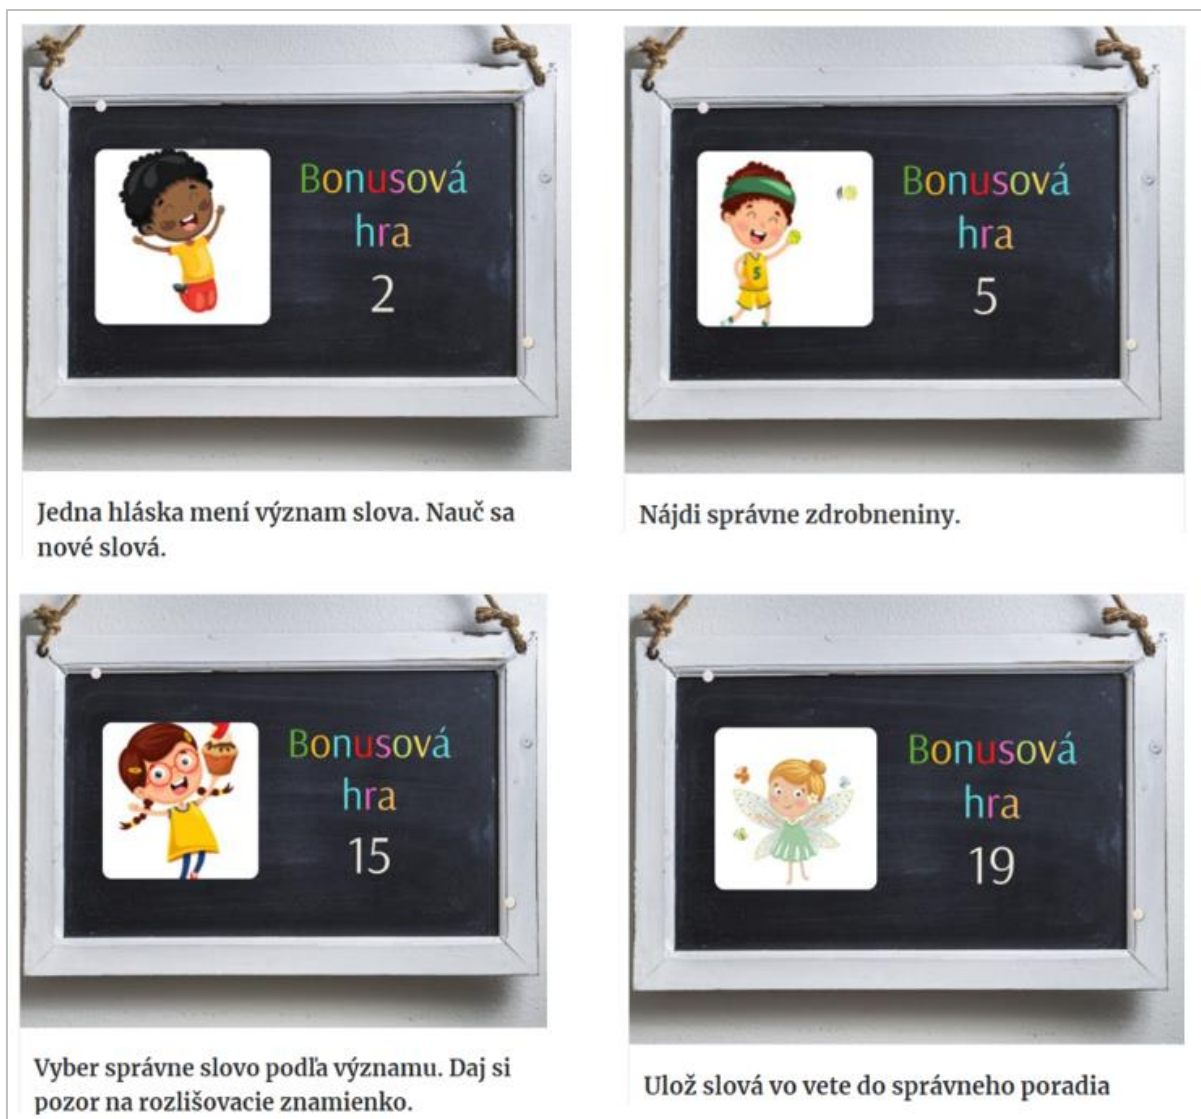 Bonusová
hra
2
Jedna hláska mení význam slova. Nauč sa
nové slová.
5
Bonusová
hra
5
Nájdi správne zdrobneniny.
Bonusová
hra
15
Vyber správne slovo podľa významu. Daj si
pozor na rozlišovacie znamienko.
Bonusová
hra
19
Ulož slová vo vete do správneho poradia